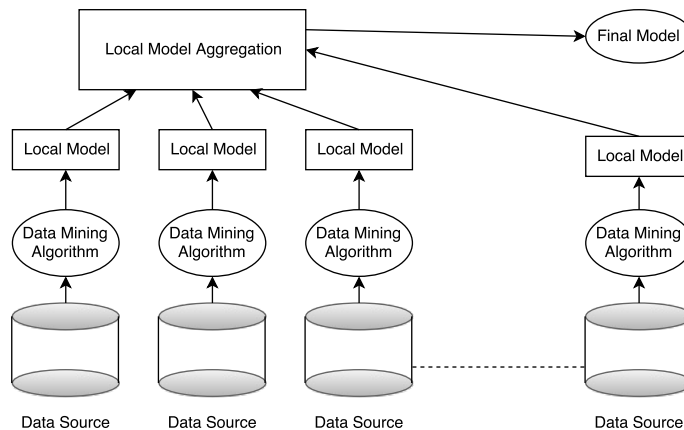 Local Model Aggregation
Final Model
Local Model
Local Model
Local Model
Local Model
Data Mining
Algorithm
Data Mining
Algorithm
Data Mining
Algorithm
Data Mining
Algorithm
Data Source
Data Source
Data Source
Data Source